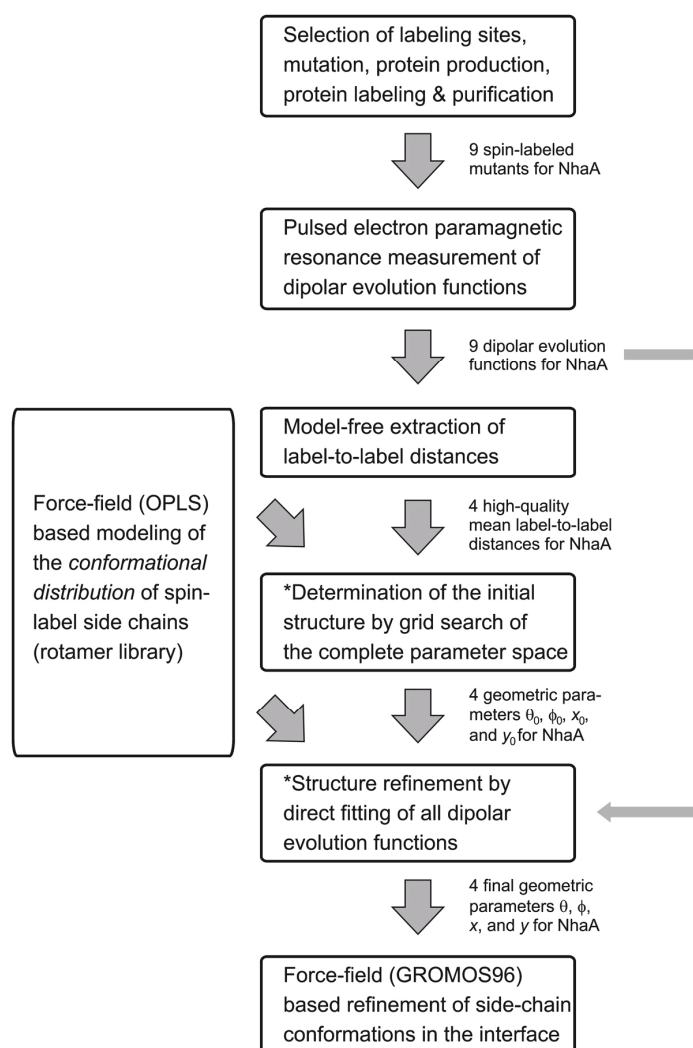 Selection of labeling sites,
mutation, protein production,
protein labeling & purification
9 spin-labeled
mutants for NhaA
Pulsed electron paramagnetic
resonance measurement of
dipolar evolution functions
9 dipolar evolution
functions for NhaA
Model-free extraction of
label-to-label distances
Force-field (OPLS)
based modeling of
the conformational
distribution of spin-
label side chains
(rotamer library)
4 high-quality
mean label-to-label
distances for NhaA
*Determination of the initial
structure by grid search of
the complete parameter space
4 geometric para-
meters θ₀, ϕ₀, x₀,
and y₀ for NhaA
*Structure refinement by
direct fitting of all dipolar
evolution functions
4 final geometric
parameters θ, ϕ,
x, and y for NhaA
Force-field (GROMOS96)
based refinement of side-chain
conformations in the interface